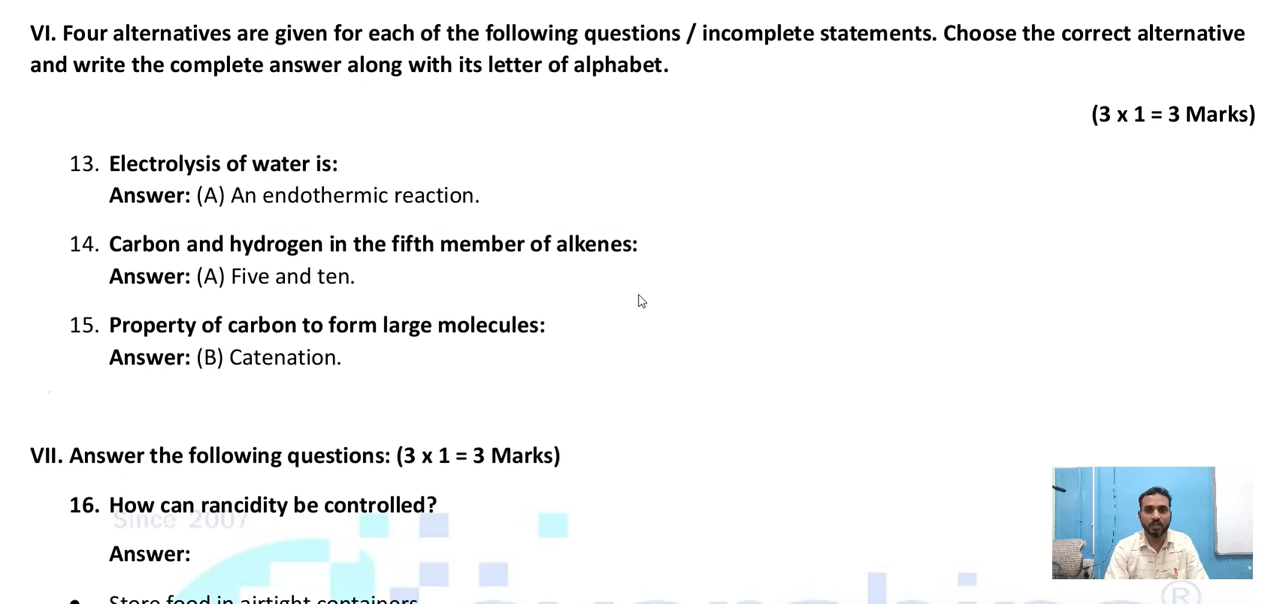 VI. Four alternatives are given for each of the following questions / incomplete statements. Choose the correct alternative
and write the complete answer along with its letter of alphabet.
(3 x 1 = 3 Marks)
13. Electrolysis of water is:
Answer: (A) An endothermic reaction.
14. Carbon and hydrogen in the fifth member of alkenes:
Answer: (A) Five and ten.
15. Property of carbon to form large molecules:
Answer: (B) Catenation.
VII. Answer the following questions: (3 x 1 = 3 Marks)
16. How can rancidity be controlled?
Since 2007
Answer:
• Store food in airtight containers
®